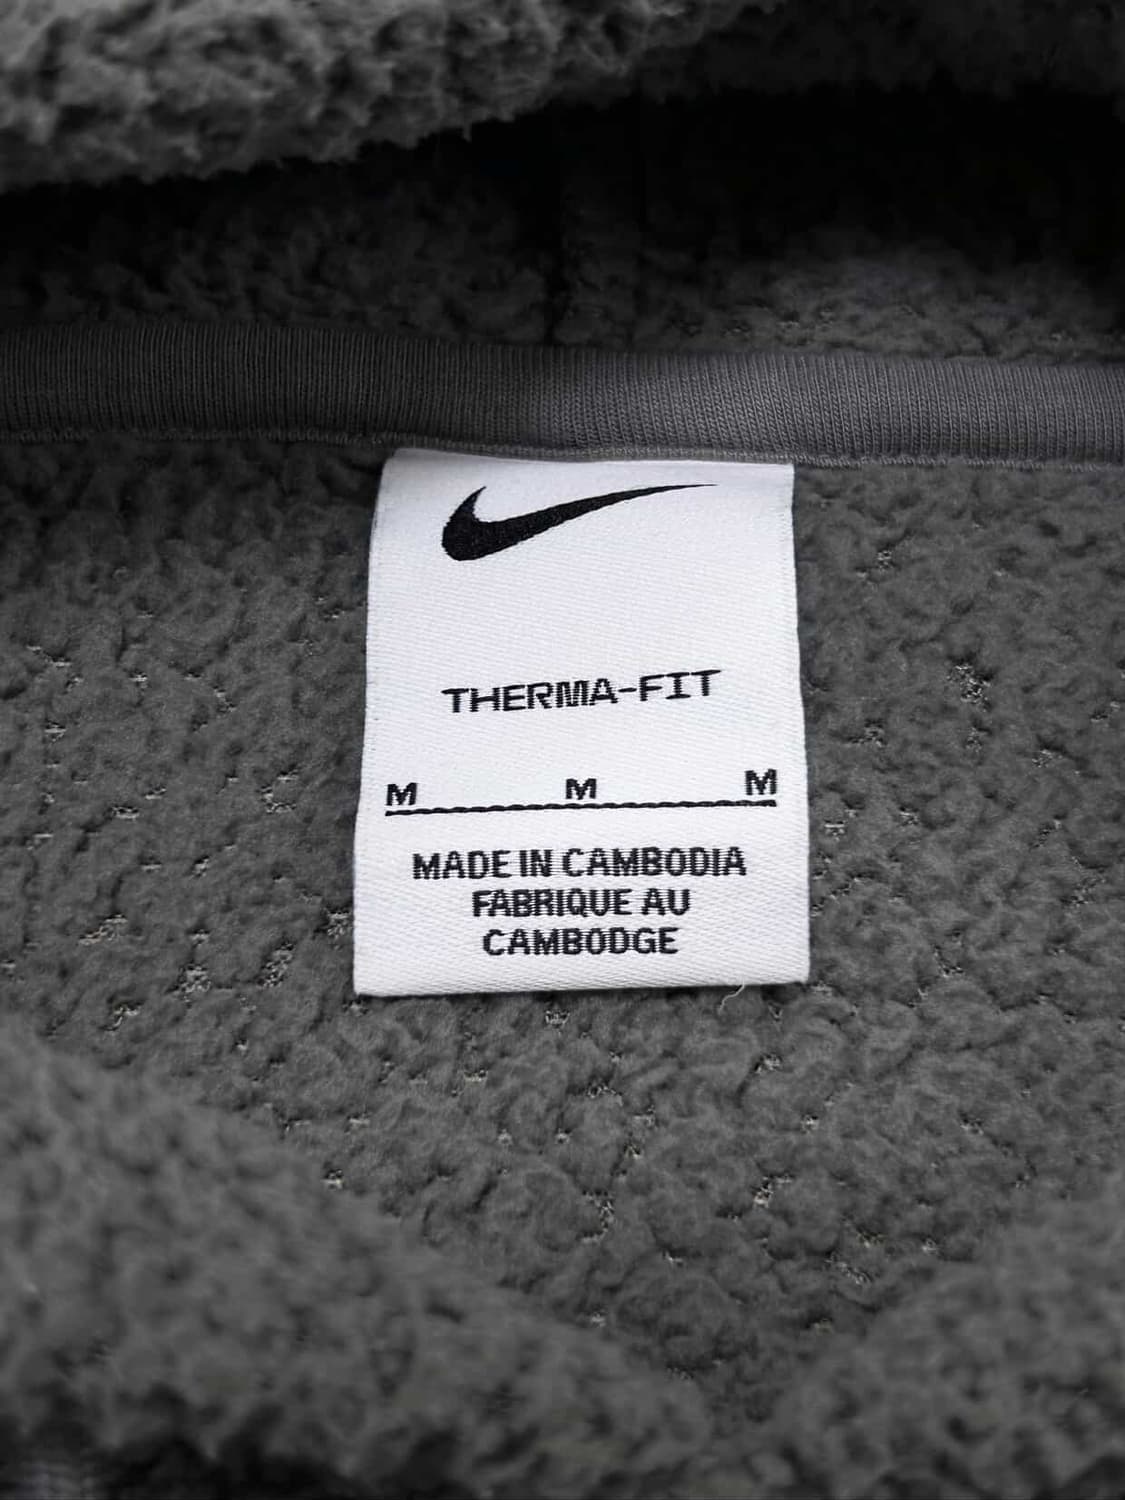 THERMA-FIT
M M M
MADE IN CAMBODIA
FABRIQUE AU
CAMBODGE